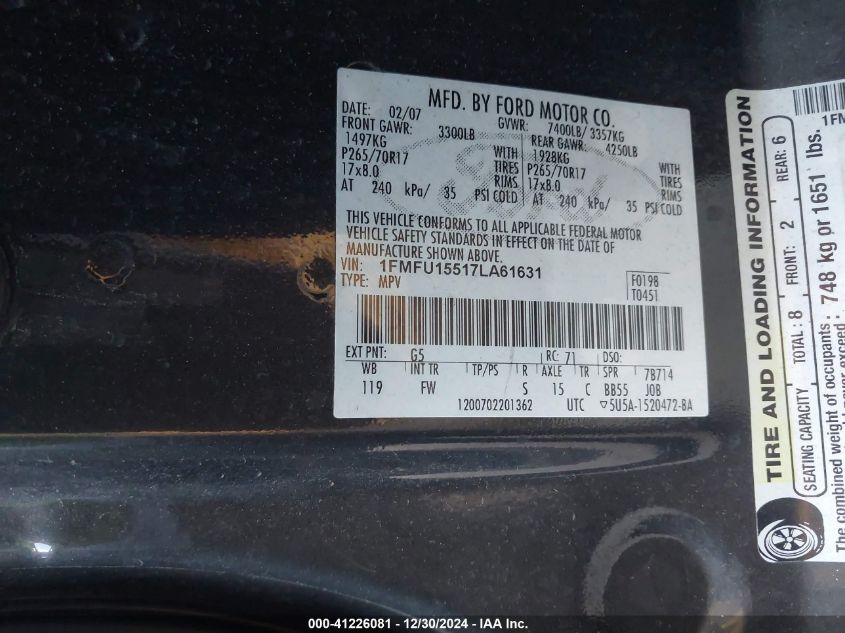 MFD. BY FORD MOTOR CO.
DATE: 02/07 GVWR: 7400LB/ 3357KG
FRONT GAWR: 3300LB REAR GAWR: 4250LB
1497KG WITH 1928KG WITH
P265/70R17 TIRES P265/70R17 TIRES
17x8.0 RIMS 17x8.0 RIMS
AT 240 kPa/ 35 PSI COLD AT 240 kPa/ 35 PSI COLD
THIS VEHICLE CONFORMS TO ALL APPLICABLE FEDERAL MOTOR
VEHICLE SAFETY STANDARDS IN EFFECT ON THE DATE OF
MANUFACTURE SHOWN ABOVE.
VIN: 1FMFU15517LA61631
TYPE: MPV
F0198
T0451
EXT PNT: G5 RC: 71 DSO:
WB INT TR TP/PS R AXLE TR SPR 7B714
119 FW S 15 C BB55 JOB
1200702201362 UTC ▽5U5A-1520472-BA
Ford
1FM
TIRE AND LOADING INFORMATION
SEATING CAPACITY TOTAL: 8 FRONT: 2 REAR: 6
The combined weight of occupants : 748 kg or 1651 lbs.
000-41226081 - 12/30/2024 - IAA Inc.